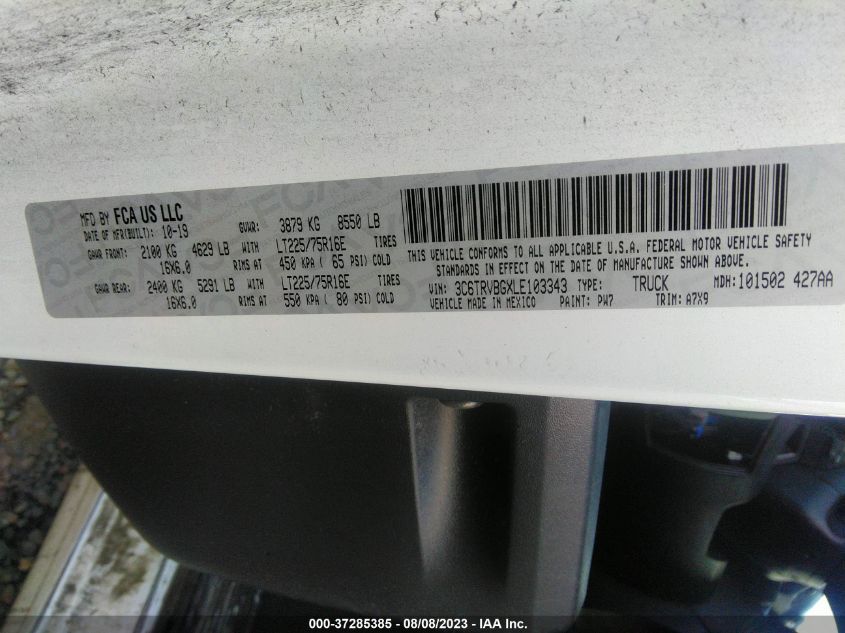 MFD BY FCA US LLC
DATE OF MFR(BUILT): 10-19 GVWR: 3879 KG 8550 LB
GAWR FRONT: 2100 KG 4629 LB WITH LT225/75R16E TIRES
16X6.0 RIMS AT 450 KPA ( 65 PSI) COLD
GAWR REAR: 2400 KG 5291 LB WITH LT225/75R16E TIRES
16X6.0 RIMS AT 550 KPA ( 80 PSI) COLD
THIS VEHICLE CONFORMS TO ALL APPLICABLE U.S.A. FEDERAL MOTOR VEHICLE SAFETY
STANDARDS IN EFFECT ON THE DATE OF MANUFACTURE SHOWN ABOVE.
VIN: 3C6TRVBGXLE103343 TYPE: TRUCK MDH: 101502 427AA
VEHICLE MADE IN MEXICO PAINT: PW7 TRIM: A7X9
000-37285385 - 08/08/2023 - IAA Inc.